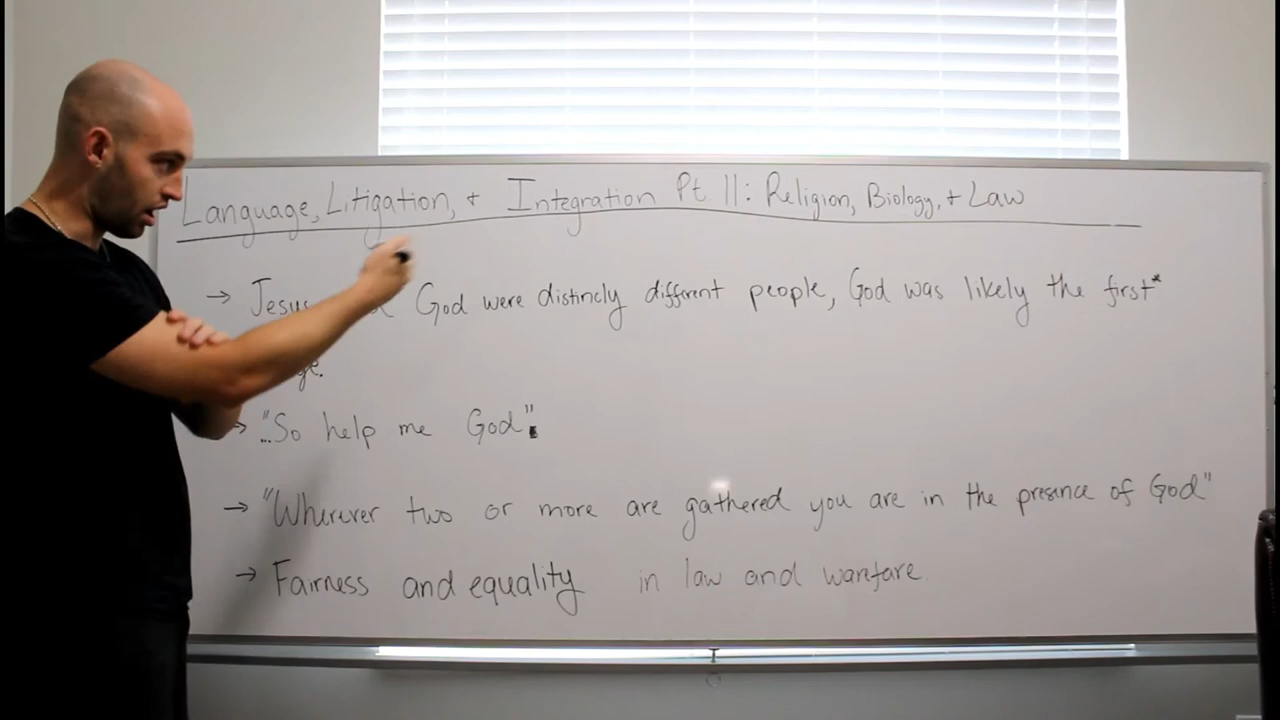 Language, Litigation, + Integration Pt. II: Religion, Biology, + Law
→ Jesus God were distincly different people, God was likely the first*
"...So help me God".
→ "Wherever two or more are gathered you are in the presence of God"
→ Fairness and equality in law and warefare.